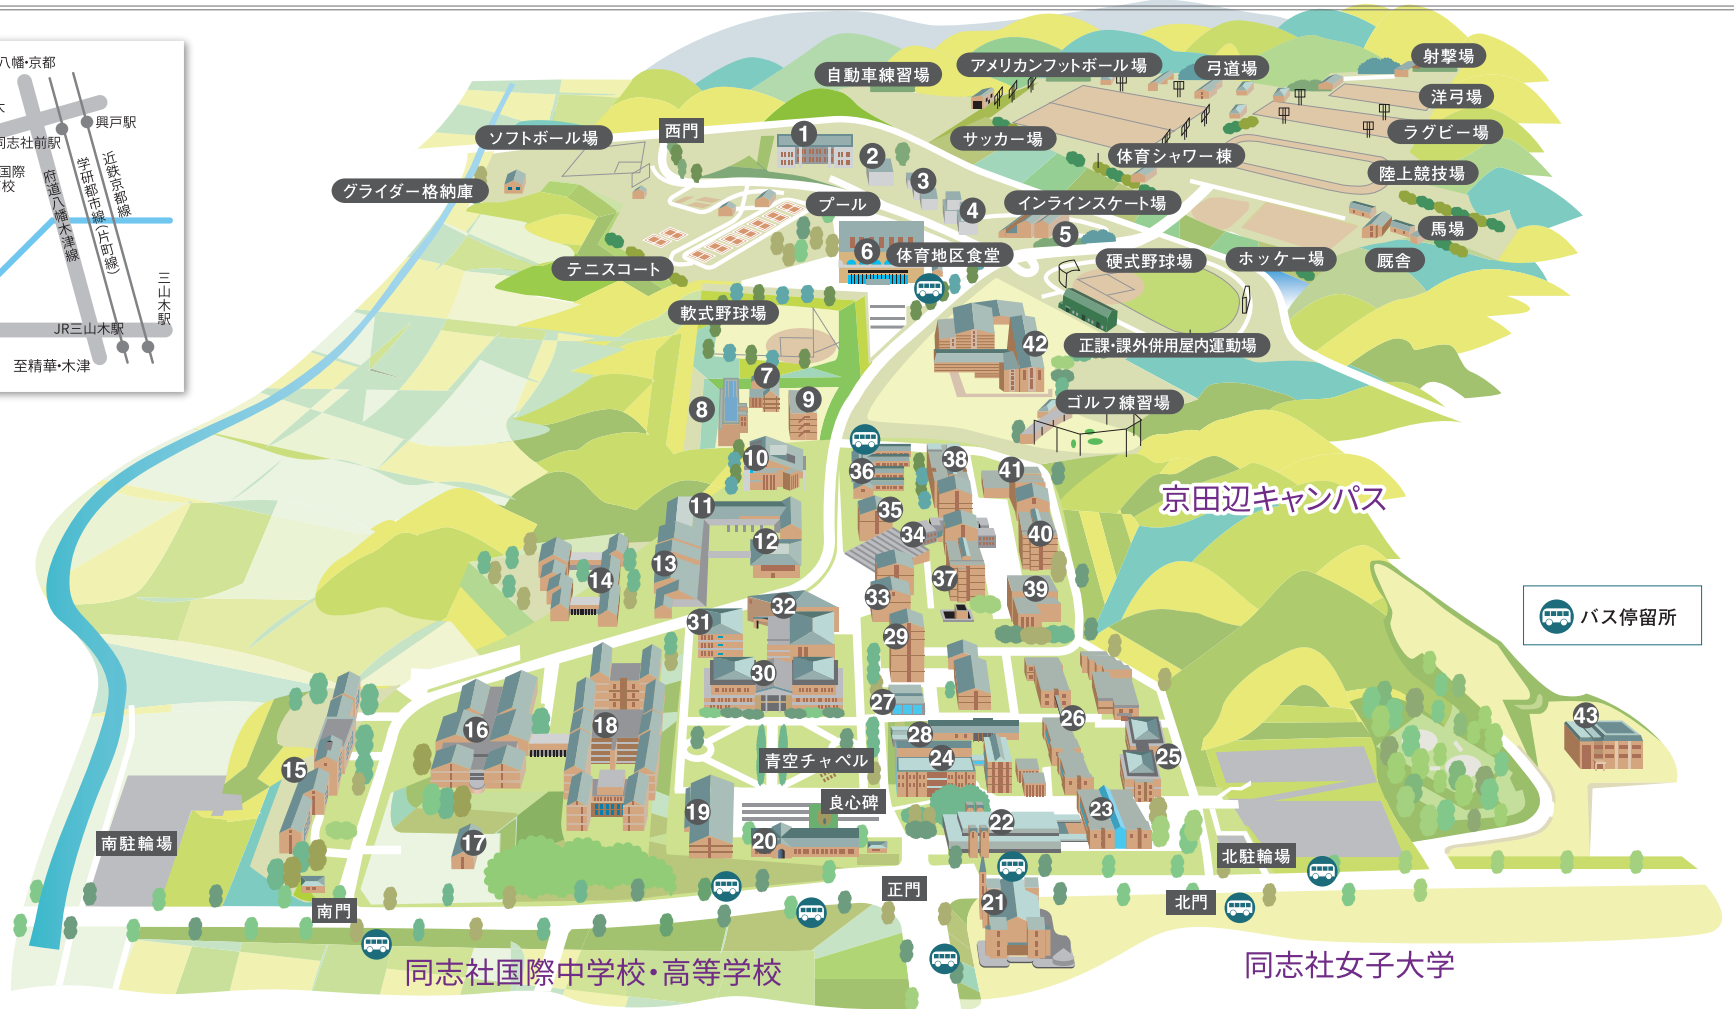 八幡・京都
木
興戸駅
同志社前駅
国際
校
近鉄京都線
学研都市線(片町線)
府道八幡木津線
三山木駅
JR三山木駅
至精華・木津
自動車練習場
アメリカンフットボール場
弓道場
射撃場
洋弓場
ソフトボール場
西門
1
サッカー場
ラグビー場
2
体育シャワー棟
グライダー格納庫
3
陸上競技場
プール
4
インラインスケート場
5
馬場
テニスコート
6
体育地区食堂
硬式野球場
ホッケー場
厩舎
軟式野球場
42
正課・課外併用屋内運動場
7
8
9
ゴルフ練習場
10
36
38
41
京田辺キャンパス
11
35
12
34
40
13
14
37
39
33
32
31
29
バス停留所
30
27
26
16
18
28
43
15
青空チャペル
24
25
良心碑
19
23
22
17
20
南駐輪場
北駐輪場
正門
21
北門
南門
同志社国際中学校・高等学校
同志社女子大学